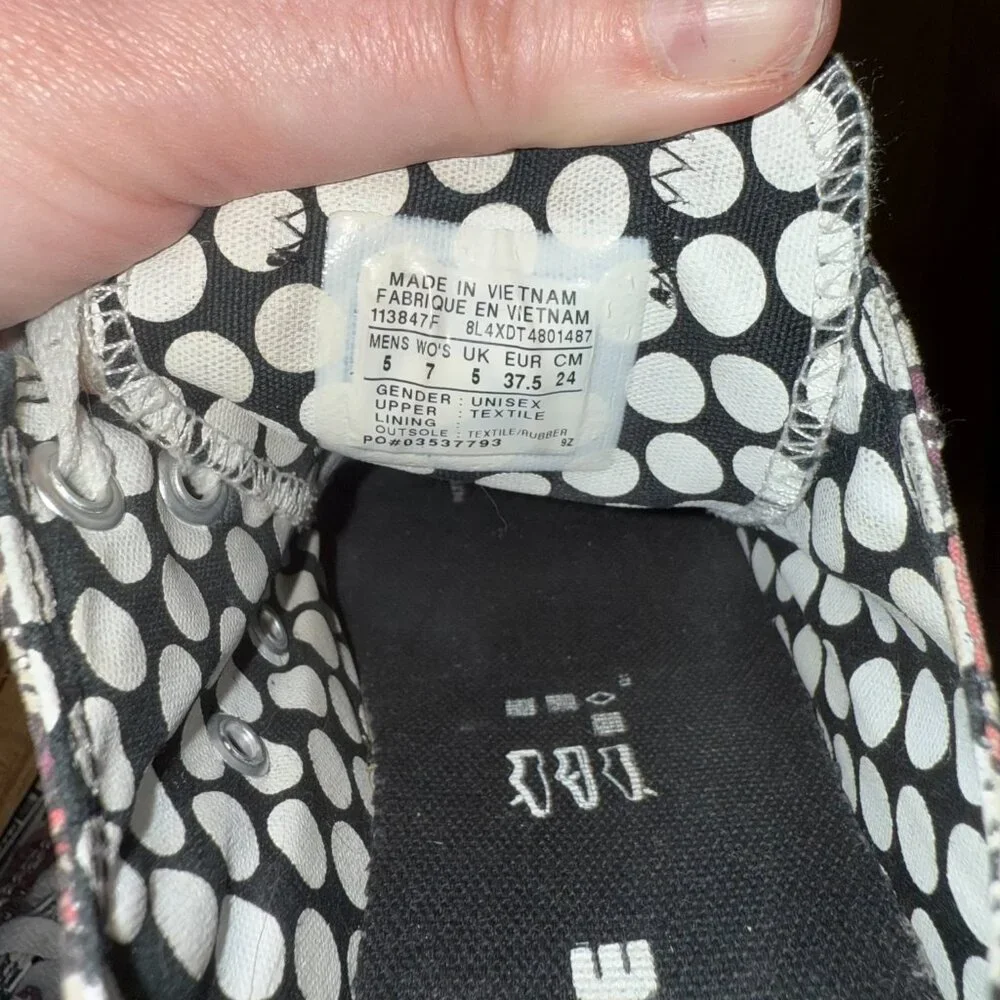 MADE IN VIETNAM
FABRIQUE EN VIETNAM
113847F 8L4XDT4801487
MENS WO'S UK EUR CM
5 7 5 37.5 24
GENDER : UNISEX
UPPER : TEXTILE
LINING :
OUTSOLE : TEXTILE/RUBBER
PO#03537793 9Z
E